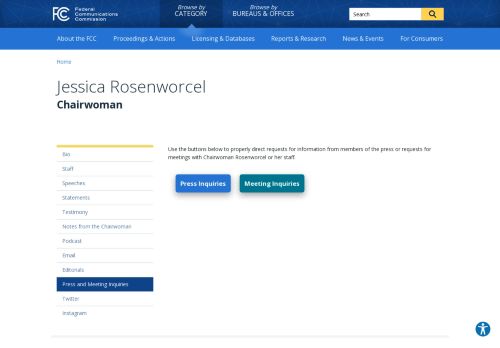 FCC
Federal
Communications
Commission
Browse by
CATEGORY
Browse by
BUREAUS & OFFICES
Search
About the FCC
Proceedings & Actions
Licensing & Databases
Reports & Research
News & Events
For Consumers
Home
Jessica Rosenworcel
Chairwoman
Bio
Staff
Speeches
Statements
Testimony
Notes from the Chairwoman
Podcast
Email
Editorials
Press and Meeting Inquiries
Twitter
Instagram
Use the buttons below to properly direct requests for information from members of the press or requests for
meetings with Chairwoman Rosenworcel or her staff.
Press Inquiries
Meeting Inquiries